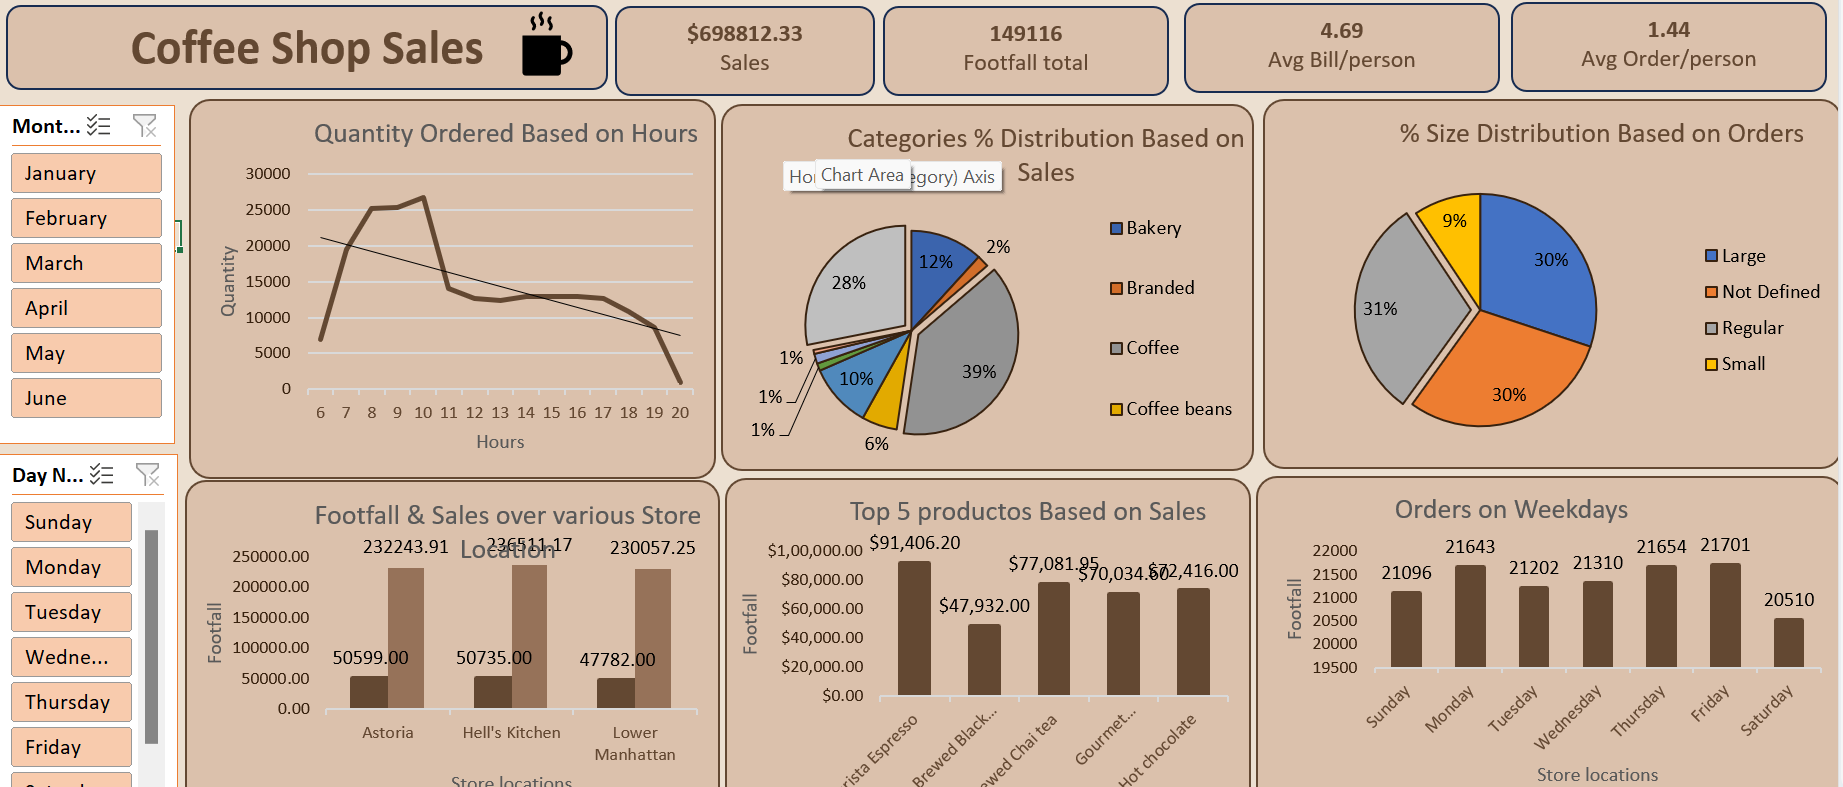 Coffee Shop Sales
$698812.33
Sales
149116
Footfall total
4.69
Avg Bill/person
1.44
Avg Order/person
Mont...
January
February
March
April
May
June
Day N...
Sunday
Monday
Tuesday
Wedne...
Thursday
Friday
Quantity Ordered Based on Hours
30000
25000
20000
15000
10000
5000
0
Quantity
6 7 8 9 10 11 12 13 14 15 16 17 18 19 20
Hours
Categories % Distribution Based on
Sales
Chart Area
Axis
12%
2%
39%
6%
10%
1%
1%
1%
28%
Bakery
Branded
Coffee
Coffee beans
% Size Distribution Based on Orders
30%
30%
31%
9%
Large
Not Defined
Regular
Small
Footfall & Sales over various Store
Location
250000.00
200000.00
150000.00
100000.00
50000.00
0.00
Footfall
232243.91
236511.17
230057.25
50599.00
50735.00
47782.00
Astoria
Hell's Kitchen
Lower
Manhattan
Store locations
Top 5 productos Based on Sales
$1,00,000.00
$80,000.00
$60,000.00
$40,000.00
$20,000.00
$0.00
Footfall
$91,406.20
$47,932.00
$77,081.95
$70,034.60
$72,416.00
Espresso
Brewed Black...
Chai tea
Gourmet...
Hot chocolate
Orders on Weekdays
22000
21500
21000
20500
20000
19500
Footfall
21096
21643
21202
21310
21654
21701
20510
Sunday
Monday
Tuesday
Wednesday
Thursday
Friday
Saturday
Store locations